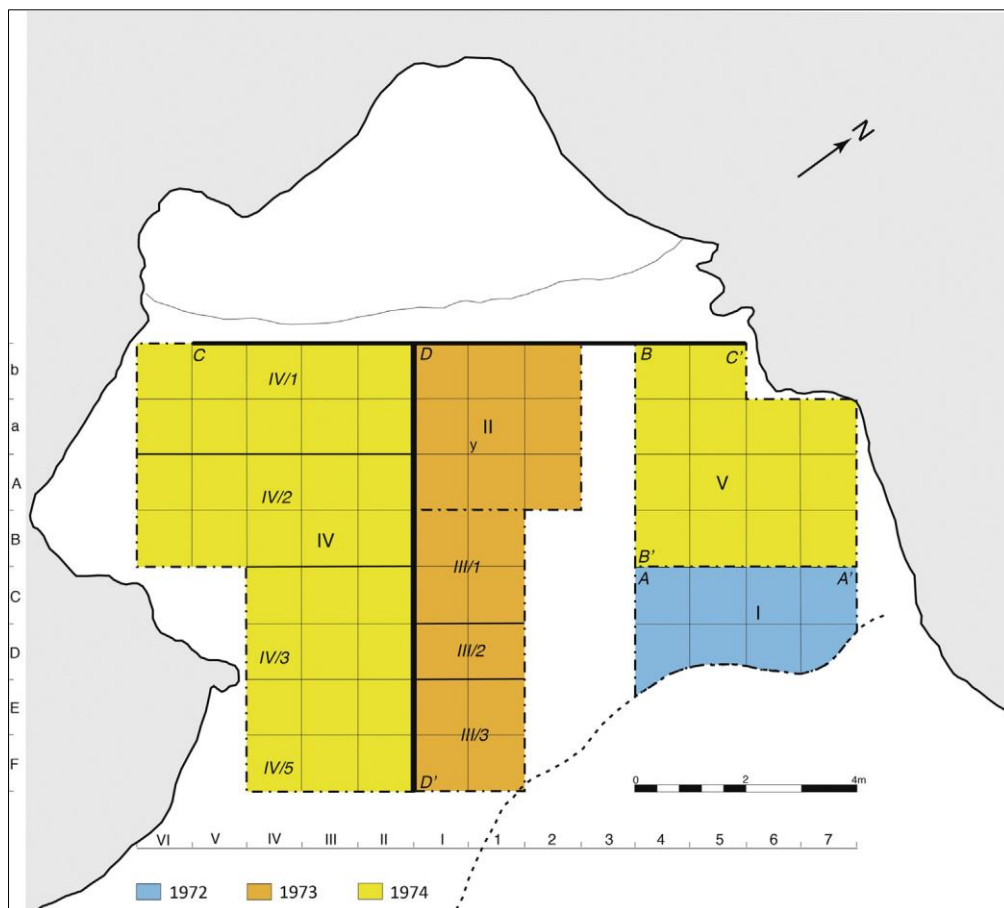 N
b
C
IV/1
D
B
C'
a
II
y
A
IV/2
V
B
IV
III/1
B'
A
A'
C
I
D
IV/3
III/2
E
III/3
F
IV/5
D'
0 2 4m
VI V IV III II I 1 2 3 4 5 6 7
1972 1973 1974